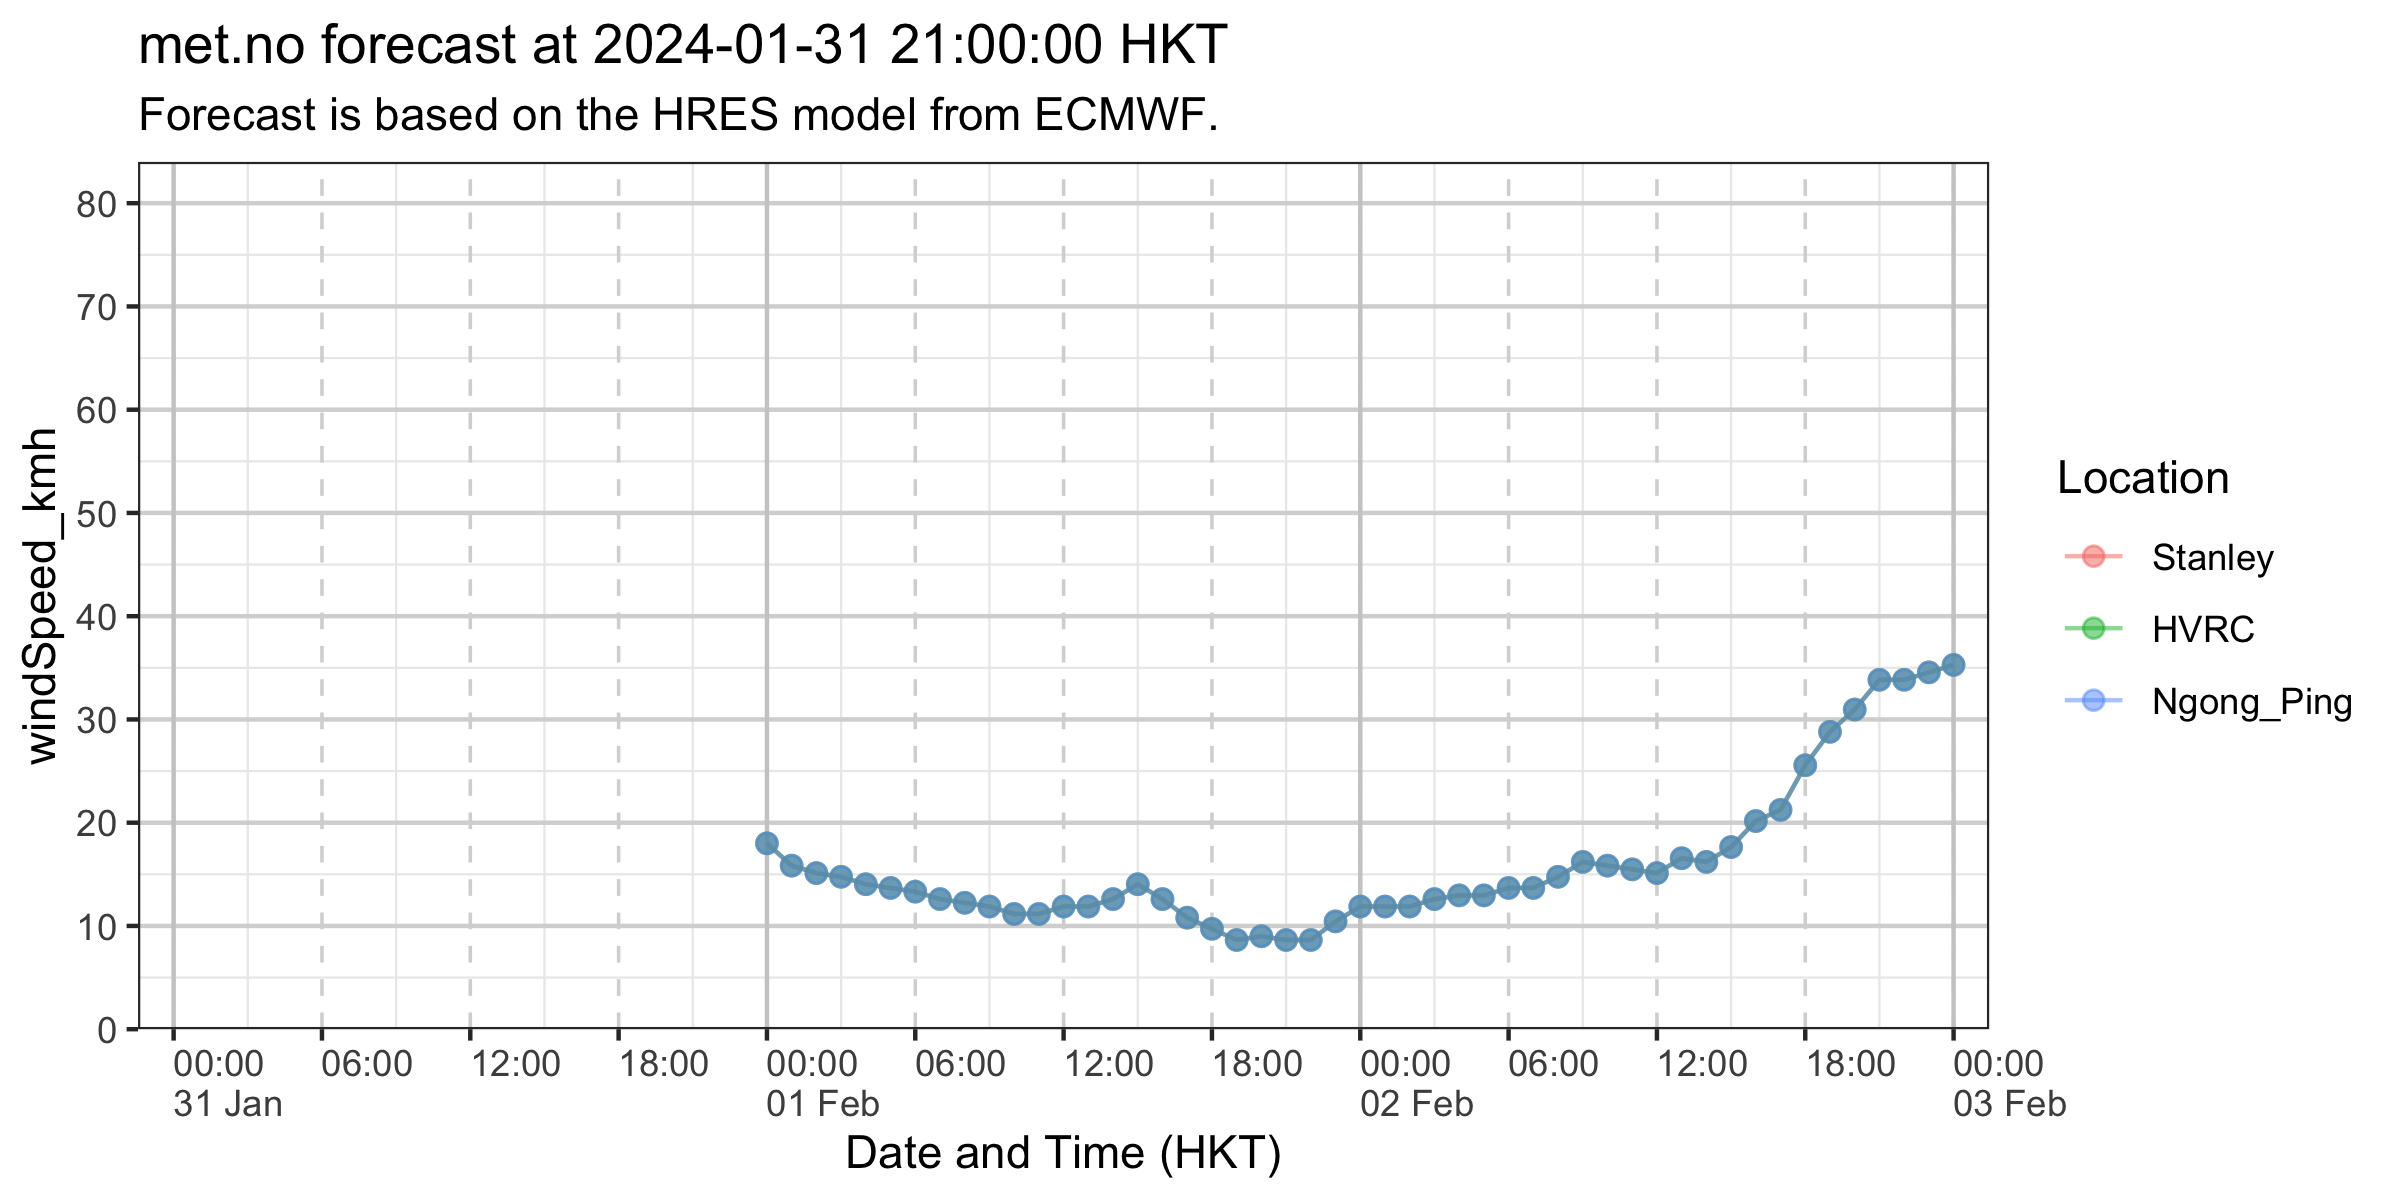 met.no forecast at 2024-01-31 21:00:00 HKT
Forecast is based on the HRES model from ECMWF.
windSpeed_kmh
80
70
60
50
40
30
20
10
0
00:00 06:00 12:00 18:00 00:00 06:00 12:00 18:00 00:00 06:00 12:00 18:00 00:00
31 Jan 01 Feb 02 Feb 03 Feb
Date and Time (HKT)
Location
Stanley
HVRC
Ngong_Ping